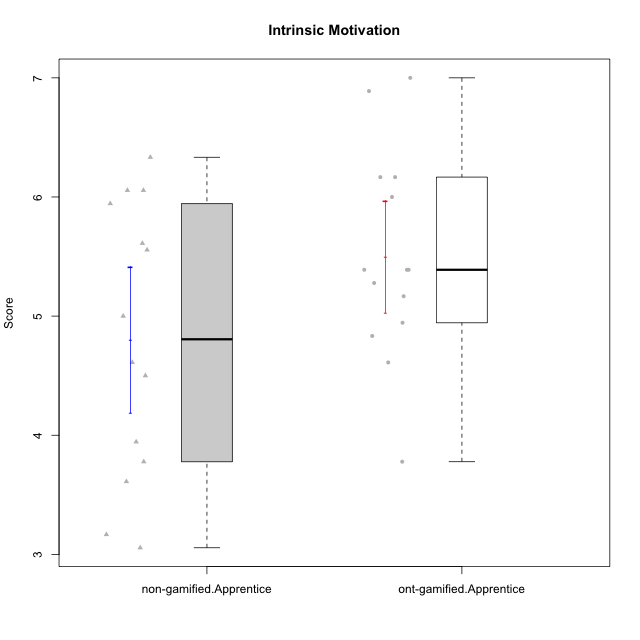 Intrinsic Motivation
Score
7
6
5
4
3
non-gamified.Apprentice
ont-gamified.Apprentice